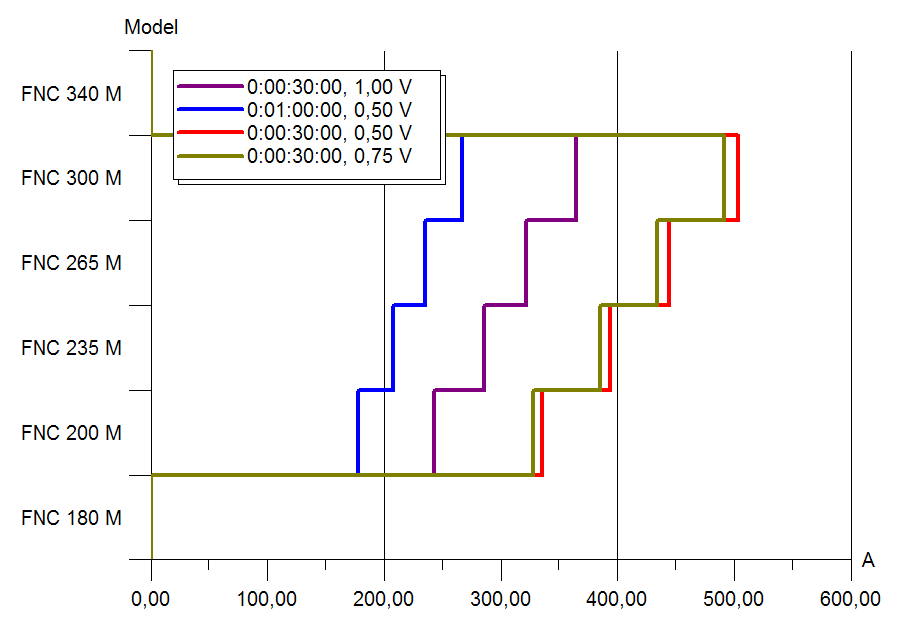 Model
FNC 340 M
0:00:30:00, 1,00 V
0:01:00:00, 0,50 V
0:00:30:00, 0,50 V
0:00:30:00, 0,75 V
FNC 300 M
FNC 265 M
FNC 235 M
FNC 200 M
FNC 180 M
A
0,00 100,00 200,00 300,00 400,00 500,00 600,00